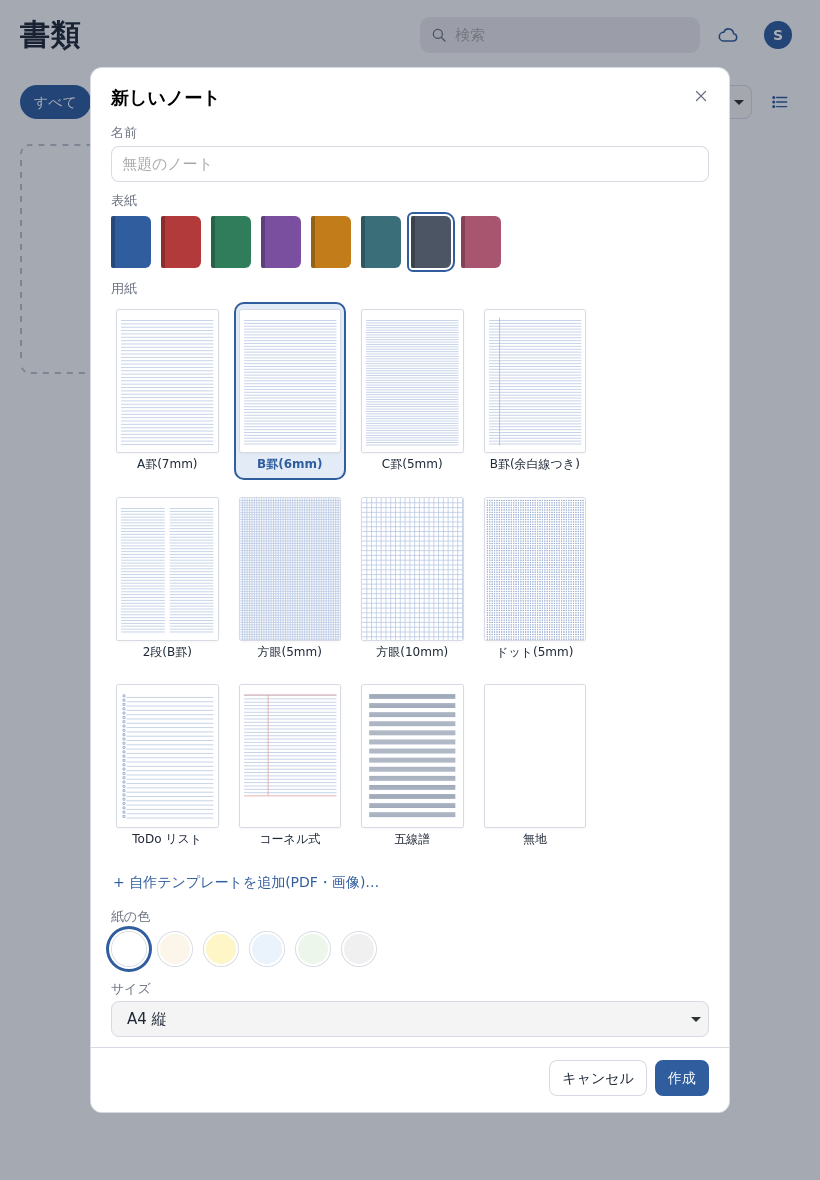 書類
検索
S
すべて
新しいノート
名前
無題のノート
表紙
用紙
A罫(7mm)
B罫(6mm)
C罫(5mm)
B罫(余白線つき)
2段(B罫)
方眼(5mm)
方眼(10mm)
ドット(5mm)
ToDo リスト
コーネル式
五線譜
無地
+ 自作テンプレートを追加(PDF・画像)…
紙の色
サイズ
A4 縦
キャンセル
作成